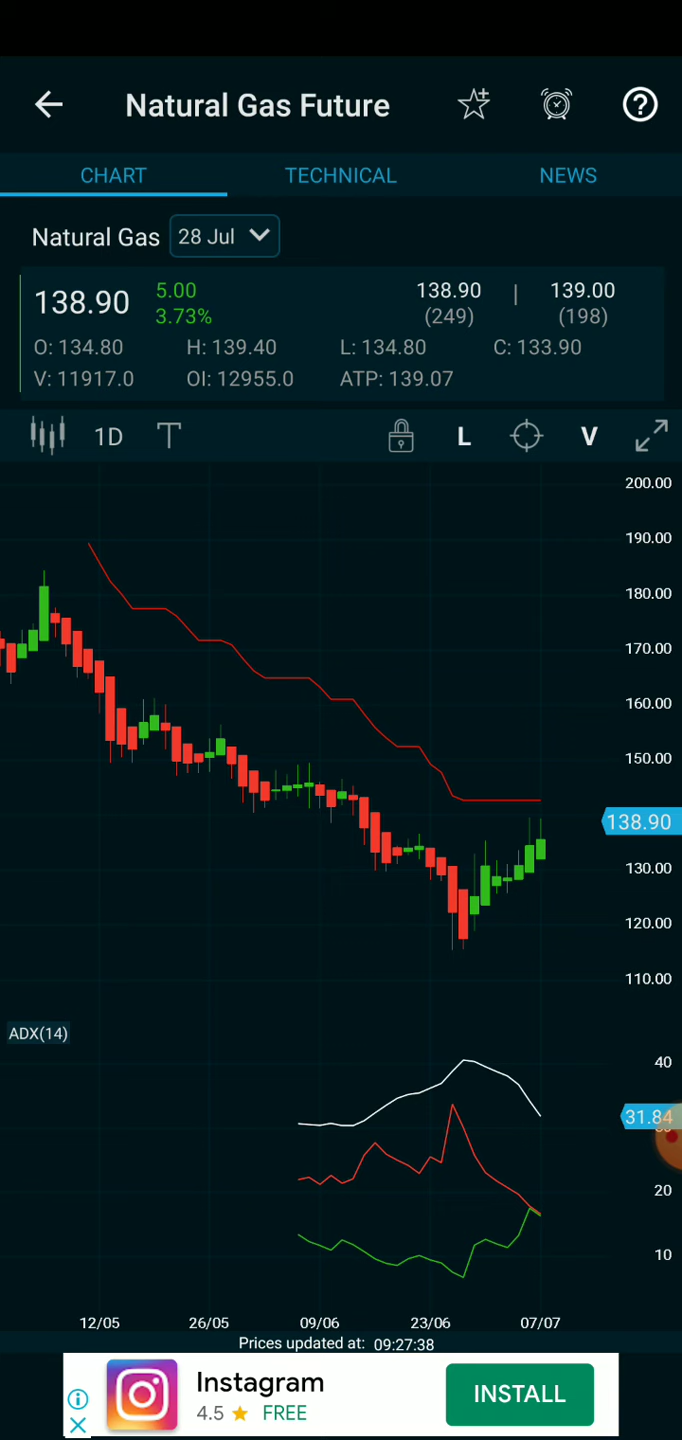 Natural Gas Future
CHART TECHNICAL NEWS
Natural Gas 28 Jul
138.90 5.00 3.73% 138.90 (249) | 139.00 (198)
O: 134.80 H: 139.40 L: 134.80 C: 133.90
V: 11917.0 OI: 12955.0 ATP: 139.07
1D T L V
200.00
190.00
180.00
170.00
160.00
150.00
138.90
130.00
120.00
110.00
ADX(14)
40
31.84
20
10
12/05 26/05 09/06 23/06 07/07
Prices updated at: 09:27:38
Instagram
4.5 FREE
INSTALL